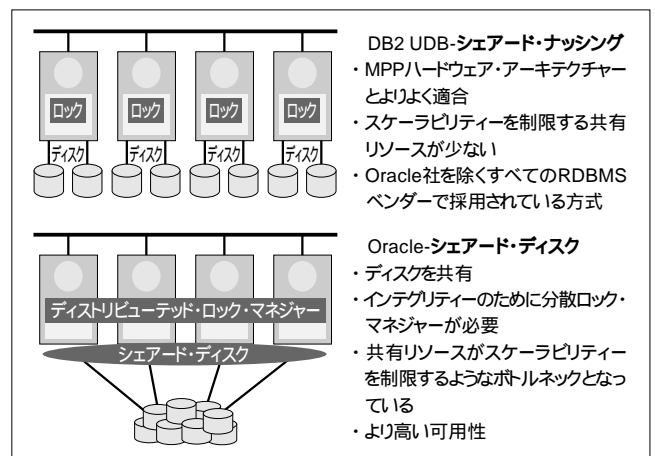 ロック ロック ロック ロック
ディスク ディスク ディスク ディスク
DB2 UDB-シェアード・ナッシング
・MPPハードウェア・アーキテクチャー
とよりよく適合
・スケーラビリティーを制限する共有
リソースが少ない
・Oracle社を除くすべてのRDBMS
ベンダーで採用されている方式
ディストリビューテッド・ロック・マネジャー
シェアード・ディスク
Oracle-シェアード・ディスク
・ディスクを共有
・インテグリティーのために分散ロック・
マネジャーが必要
・共有リソースがスケーラビリティー
を制限するようなボトルネックとなっ
ている
・より高い可用性